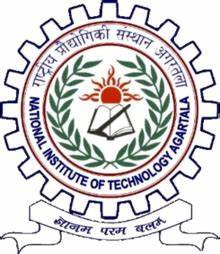 राष्ट्रीय प्रौद्योगिकी संस्थान अगरतला
NATIONAL INSTITUTE OF TECHNOLOGY AGARTALA
ज्ञानम परम बलम